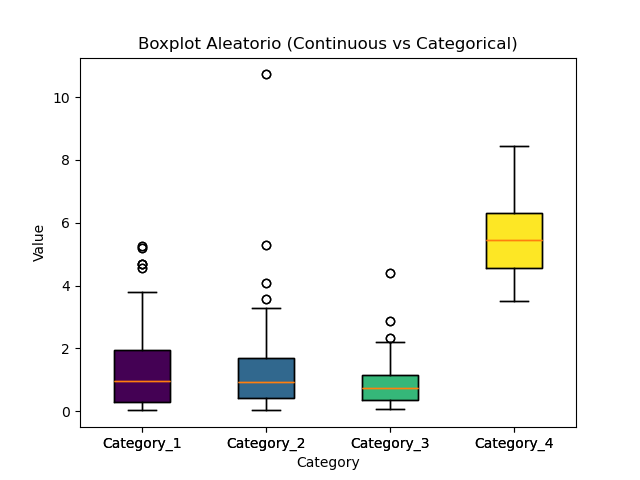 Boxplot Aleatorio (Continuous vs Categorical)
Value
10
8
6
4
2
0
Category_1 Category_2 Category_3 Category_4
Category